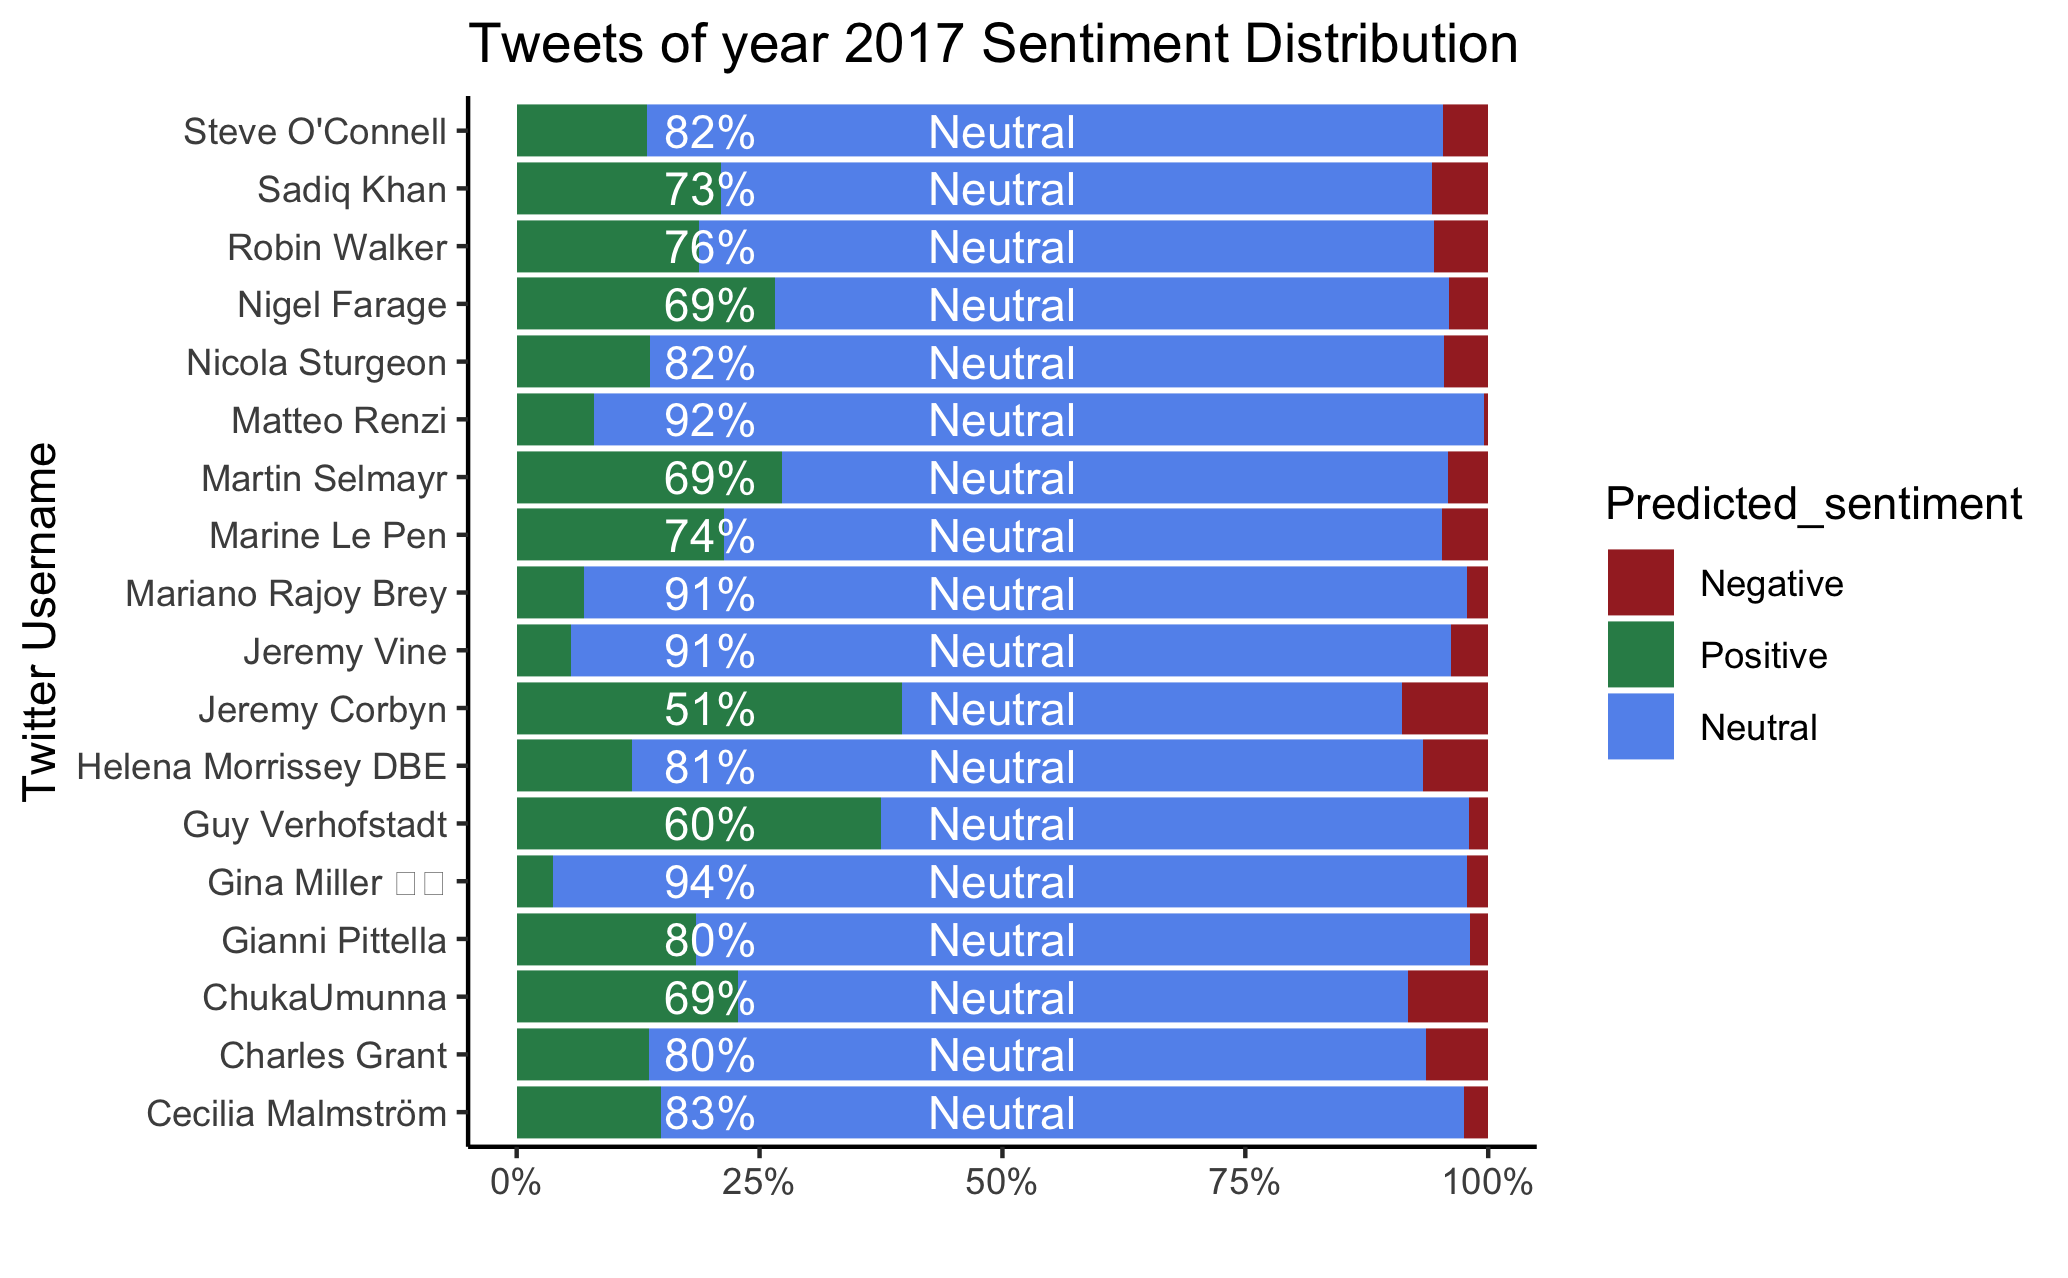 Tweets of year 2017 Sentiment Distribution
Twitter Username
Steve O'Connell 82% Neutral
Sadiq Khan 73% Neutral
Robin Walker 76% Neutral
Nigel Farage 69% Neutral
Nicola Sturgeon 82% Neutral
Matteo Renzi 92% Neutral
Martin Selmayr 69% Neutral
Marine Le Pen 74% Neutral
Mariano Rajoy Brey 91% Neutral
Jeremy Vine 91% Neutral
Jeremy Corbyn 51% Neutral
Helena Morrissey DBE 81% Neutral
Guy Verhofstadt 60% Neutral
Gina Miller 94% Neutral
Gianni Pittella 80% Neutral
ChukaUmunna 69% Neutral
Charles Grant 80% Neutral
Cecilia Malmström 83% Neutral
0% 25% 50% 75% 100%
Predicted_sentiment
Negative
Positive
Neutral